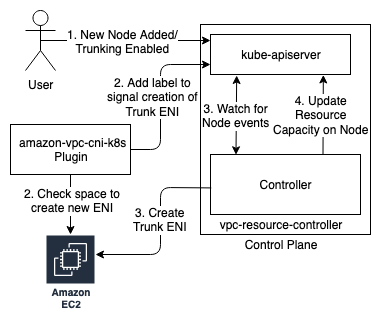 1. New Node Added/
Trunking Enabled
User
kube-apiserver
2. Add label to
signal creation of
Trunk ENI
3. Watch for
Node events
4. Update
Resource
Capacity on Node
amazon-vpc-cni-k8s
Plugin
2. Check space to
create new ENI
3. Create
Trunk ENI
Controller
vpc-resource-controller
Control Plane
Amazon
EC2